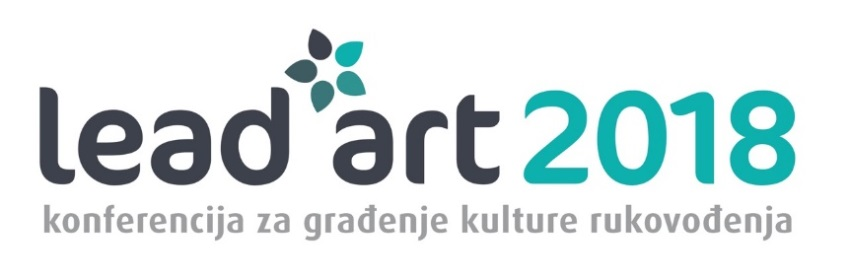 lead art 2018
konferencija za građenje kulture rukovođenja